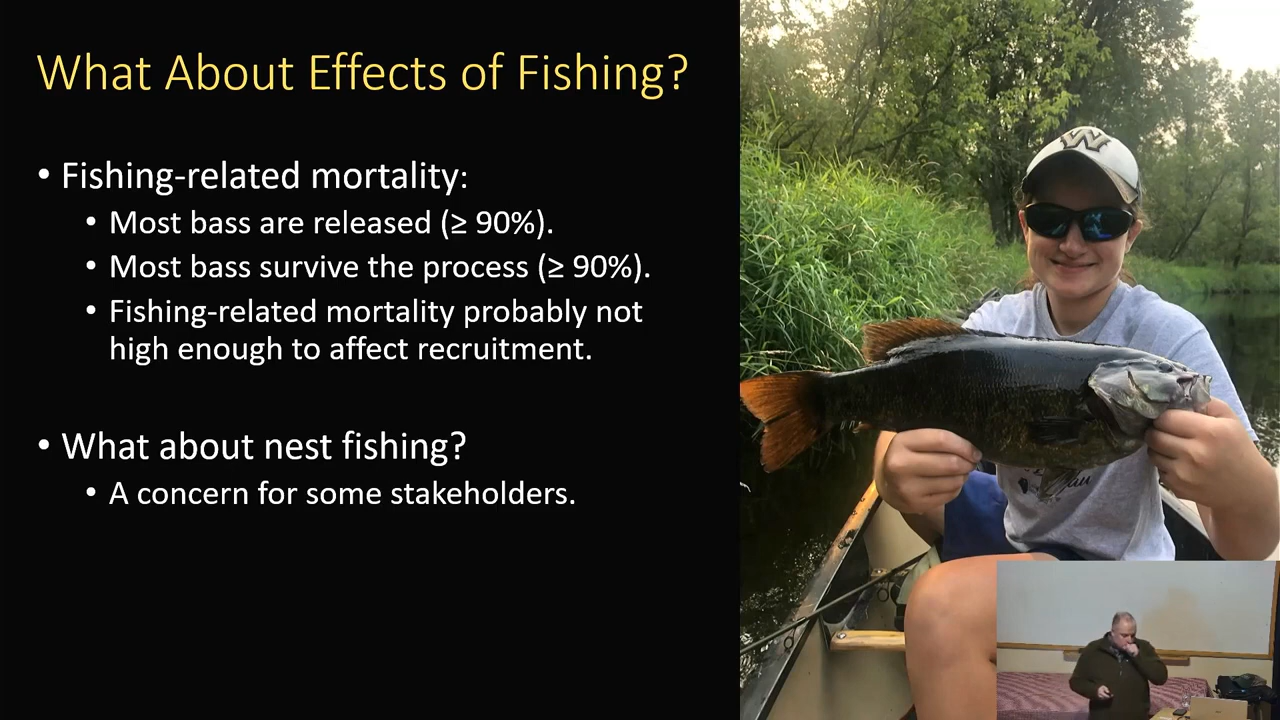 What About Effects of Fishing?
• Fishing-related mortality:
• Most bass are released (≥ 90%).
• Most bass survive the process (≥ 90%).
• Fishing-related mortality probably not
high enough to affect recruitment.
• What about nest fishing?
• A concern for some stakeholders.
W